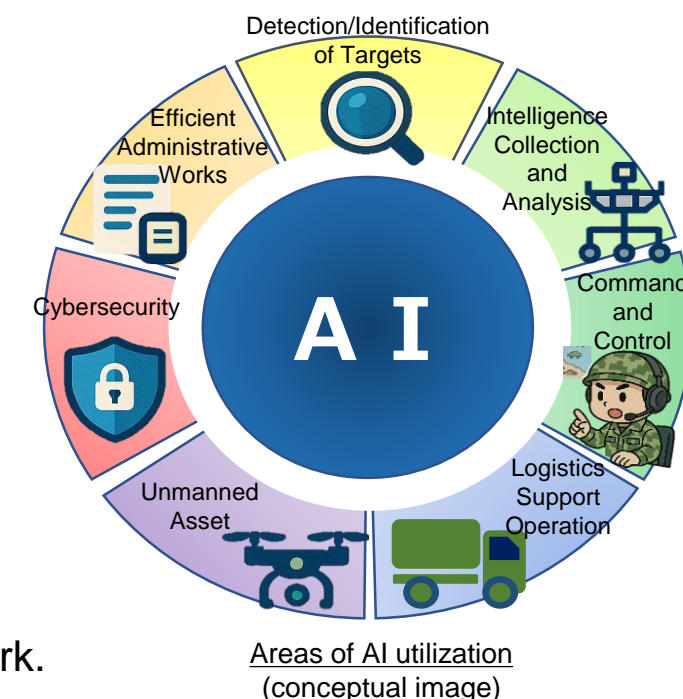 Detection/Identification
of Targets
Intelligence
Collection
and
Analysis
Command
and
Control
Logistics
Support
Operation
Unmanned
Asset
Cybersecurity
Efficient
Administrative
Works
AI
rk.
Areas of AI utilization
(conceptual image)